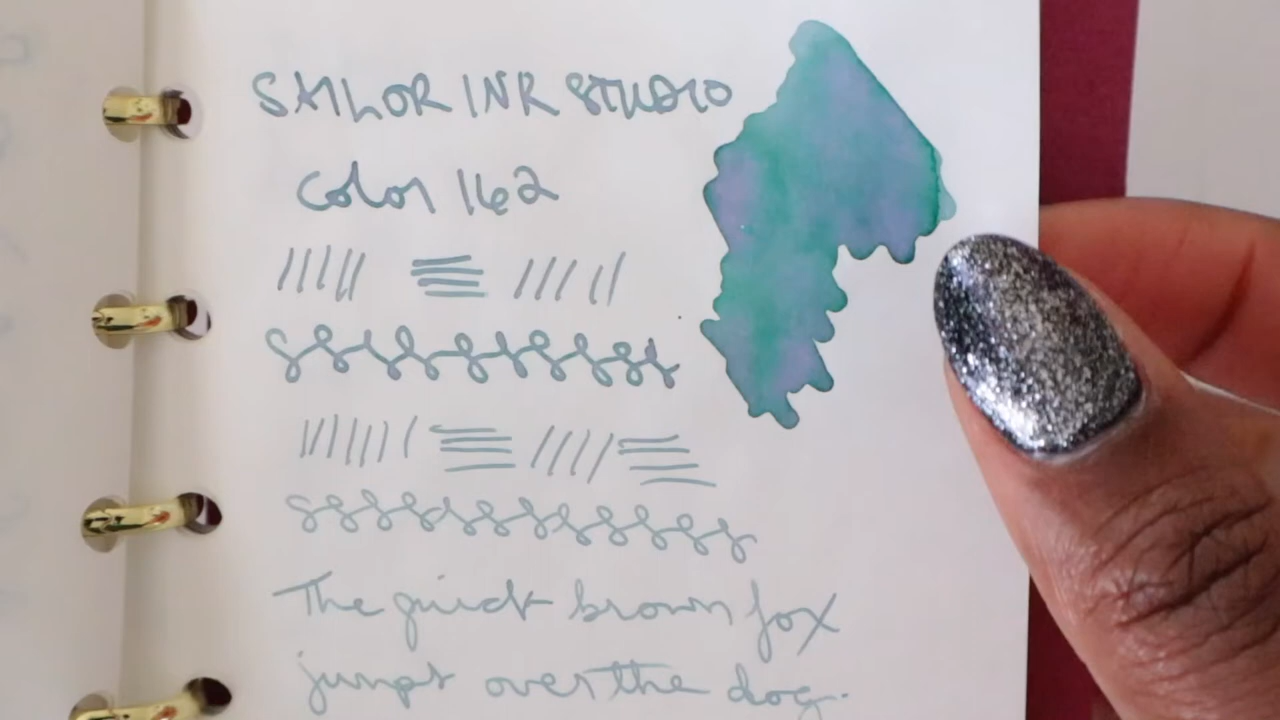 SAILOR INK STUDIO
Color 162
The quick brown fox
jumps over the dog.